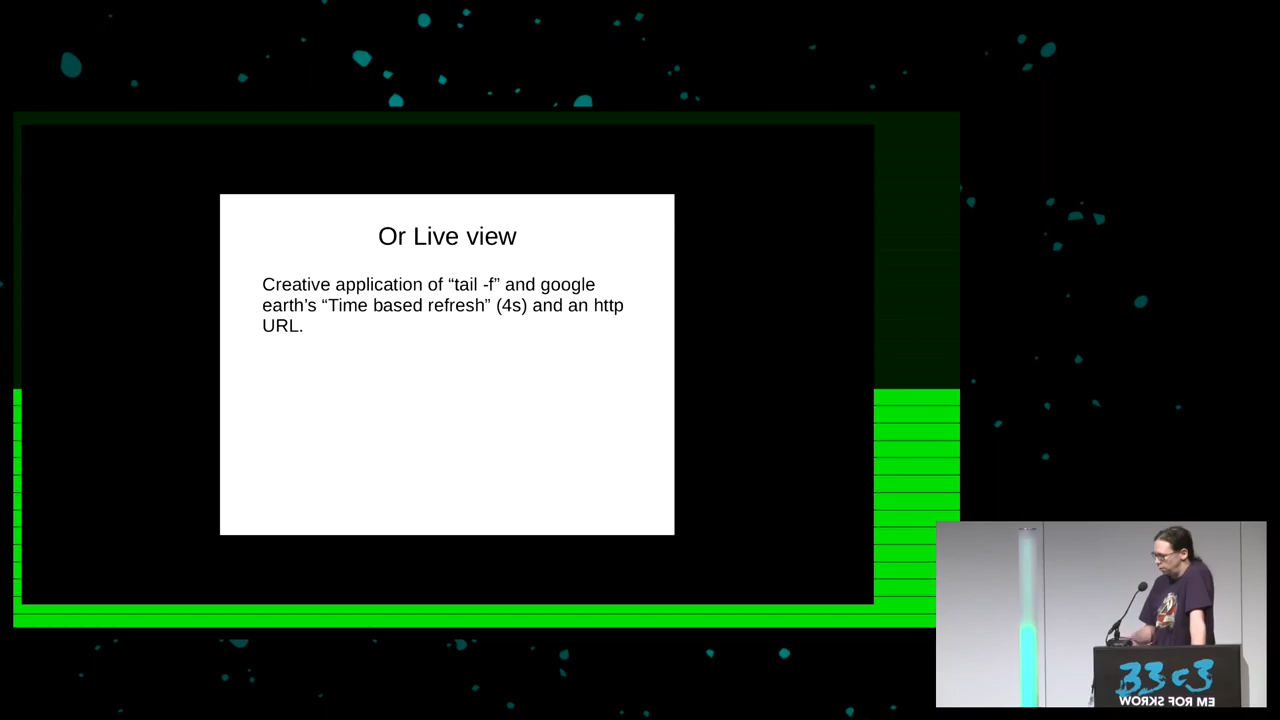 Or Live view
Creative application of “tail -f” and google
earth’s “Time based refresh” (4s) and an http
URL.
33c3
WORKS FOR ME